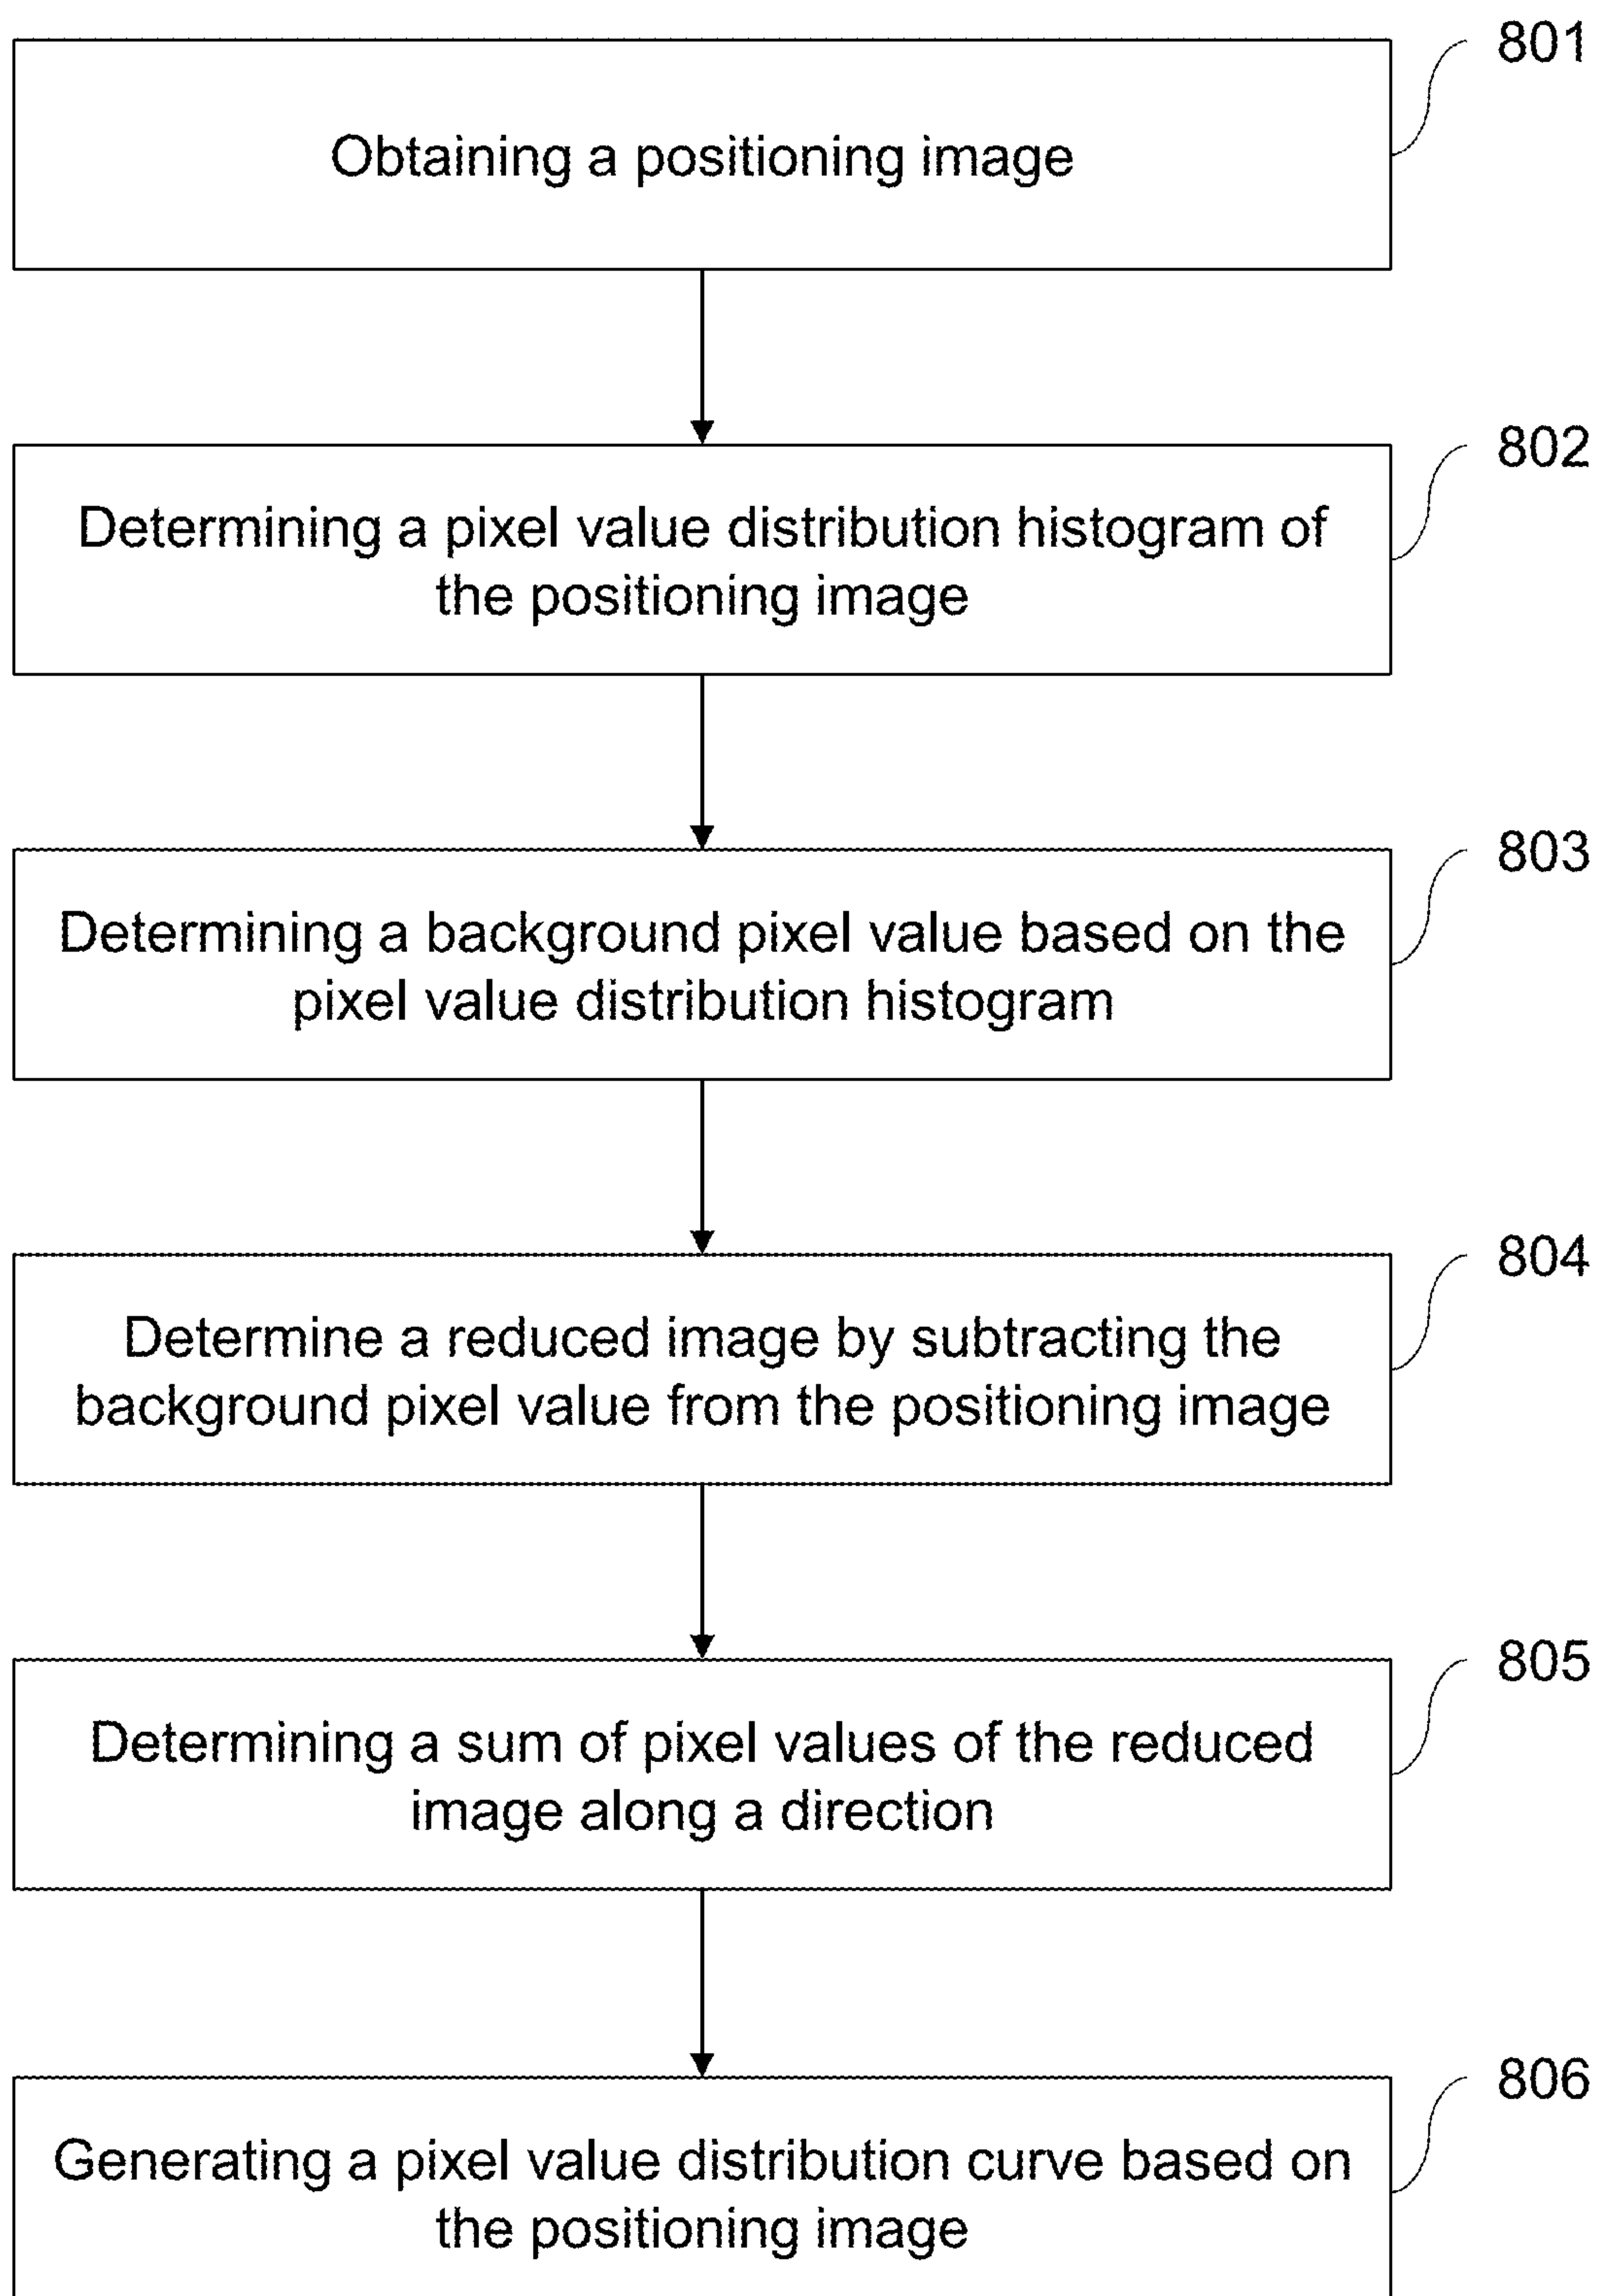 801
Obtaining a positioning image
802
Determining a pixel value distribution histogram of
the positioning image
803
Determining a background pixel value based on the
pixel value distribution histogram
804
Determine a reduced image by subtracting the
background pixel value from the positioning image
805
Determining a sum of pixel values of the reduced
image along a direction
806
Generating a pixel value distribution curve based on
the positioning image